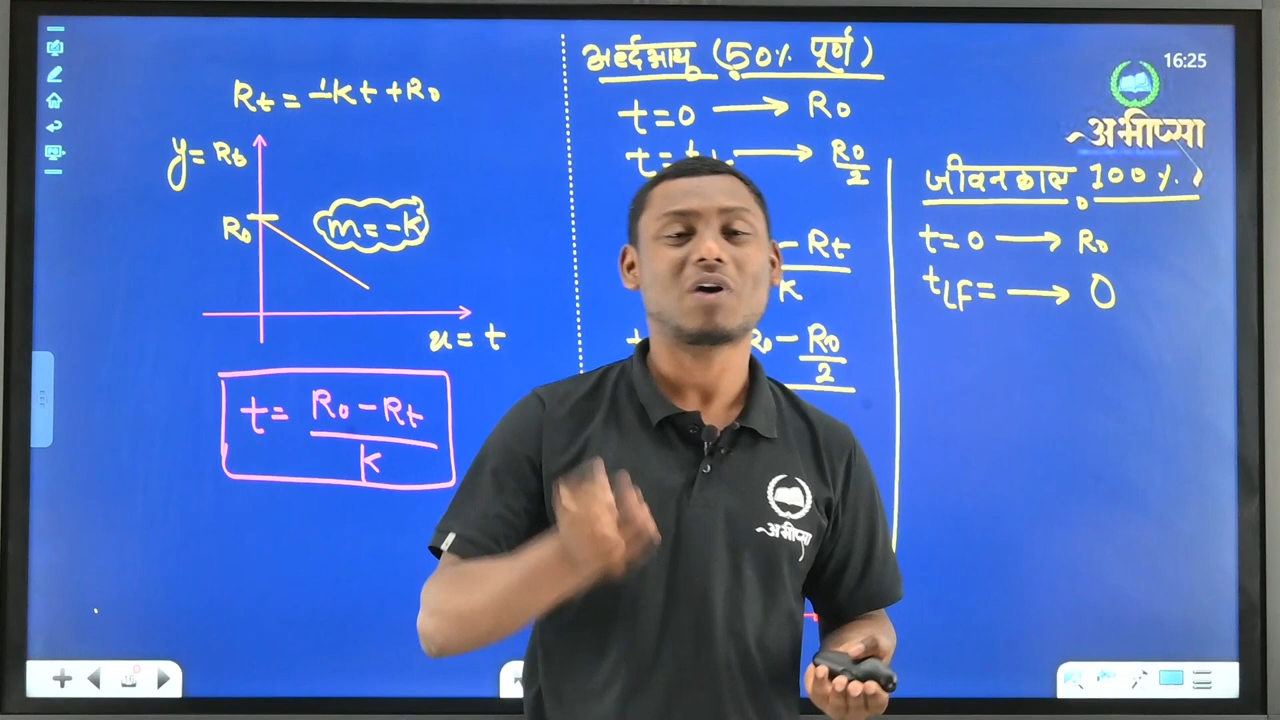 Rt = -kt + R0
y = Rt
R0
m = -k
x = t
t = R0 - Rt / k
अर्द्धआयु (50% पूर्ण)
t = 0 ⟶ R0
t = t ⟶ R0/2
- Rt / k
R0 - R0/2
16:25
अभीप्सा
जीवनकाल 100%
t = 0 ⟶ R0
tLF = ⟶ 0
अभीप्सा